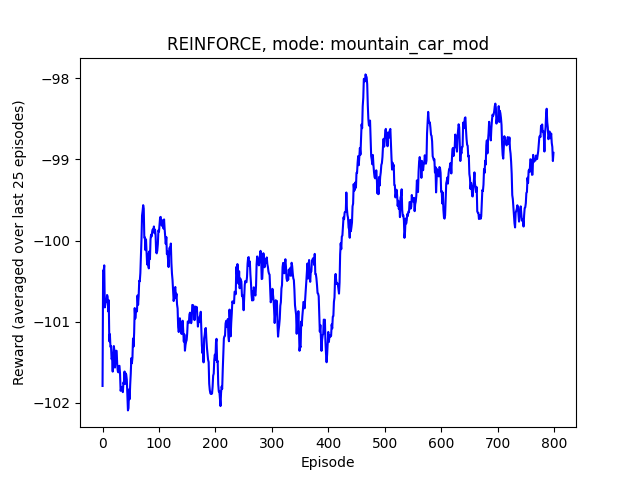 REINFORCE, mode: mountain_car_mod
Reward (averaged over last 25 episodes)
−98
−99
−100
−101
−102
0 100 200 300 400 500 600 700 800
Episode